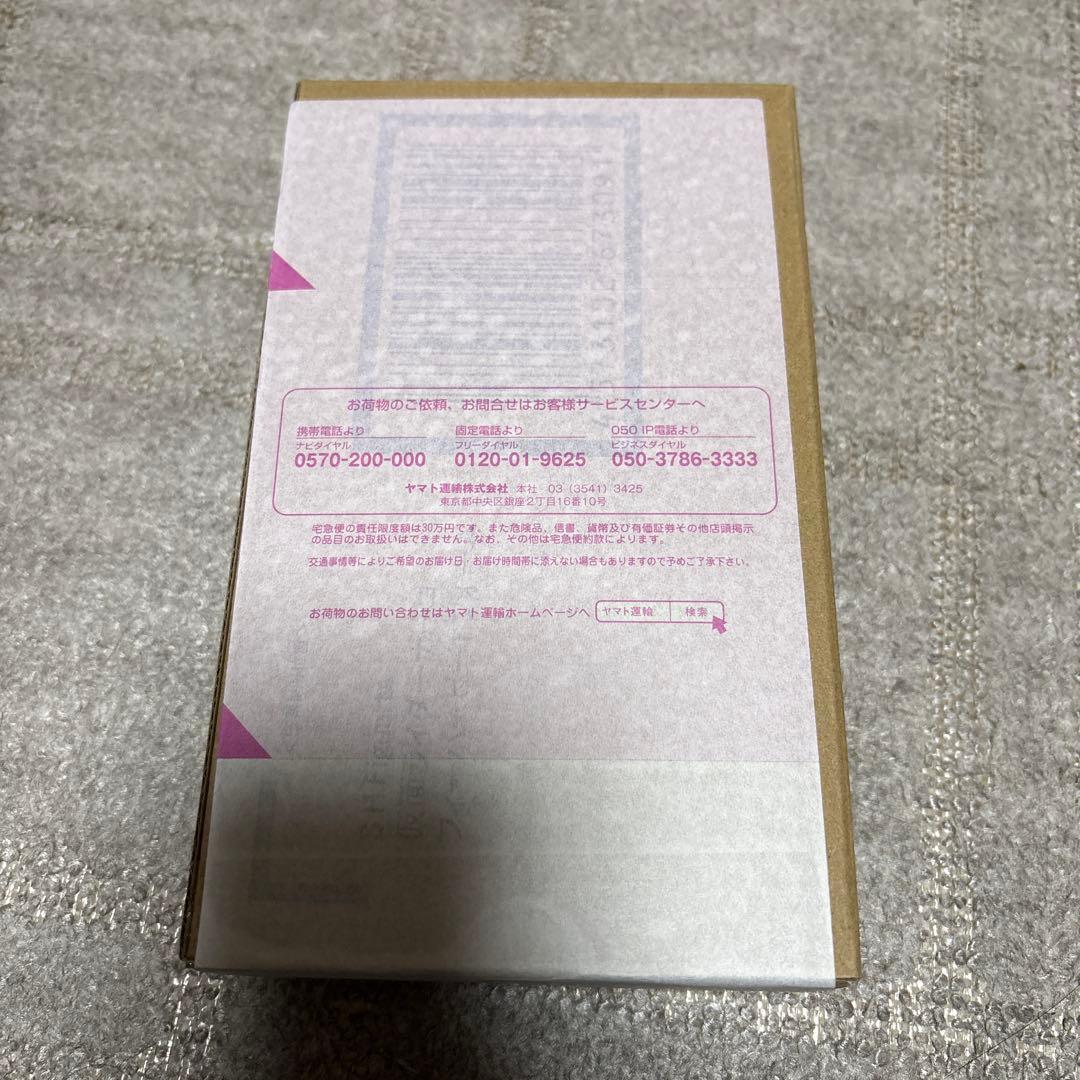 お荷物のご依頼、お問合せはお客様サービスセンターへ
携帯電話より 固定電話より 050 IP電話より
ナビダイヤル フリーダイヤル ビジネスダイヤル
0570-200-000 0120-01-9625 050-3786-3333
ヤマト運輸株式会社 本社 03（3541）3425
東京都中央区銀座2丁目16番10号
宅急便の責任限度額は30万円です。また危険品、信書、貨幣及び有価証券その他店頭掲示
の品目のお取扱いはできません。なお、その他は宅急便約款によります。
交通事情等によりご希望のお届け日・お届け時間帯に添えない場合もありますので予めご了承下さい。
お荷物のお問い合わせはヤマト運輸ホームページへ ヤマト運輸 検索